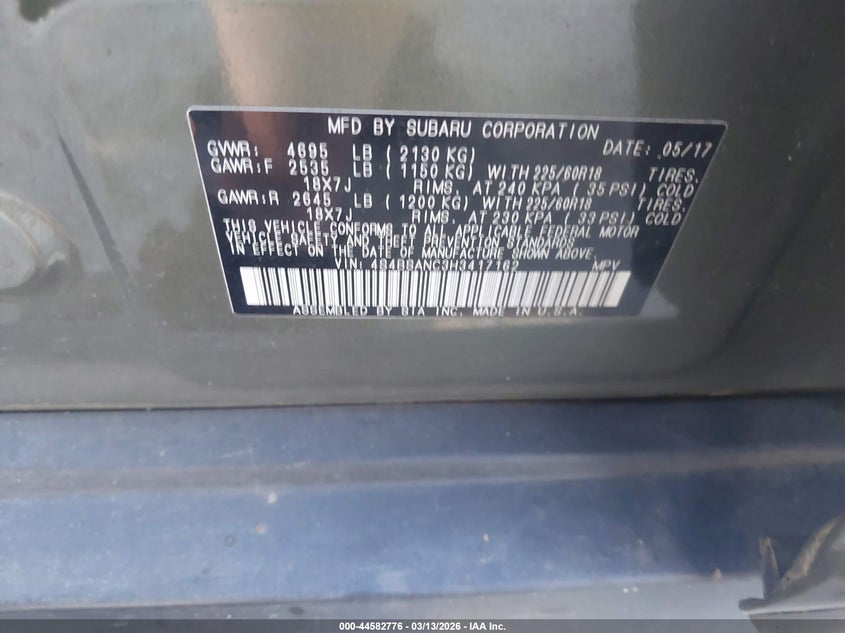 MFD BY SUBARU CORPORATION DATE: 05/17
GVWR: 4695 LB (2130 KG)
GAWR:F 2535 LB (1150 KG) WITH 225/60R18 TIRES,
18X7J RIMS, AT 240 KPA (35 PSI) COLD
GAWR:R 2645 LB (1200 KG) WITH 225/60R18 TIRES,
18X7J RIMS, AT 230 KPA (33 PSI) COLD
THIS VEHICLE CONFORMS TO ALL APPLICABLE FEDERAL MOTOR
VEHICLE SAFETY AND THEFT PREVENTION STANDARDS
IN EFFECT ON THE DATE OF MANUFACTURE SHOWN ABOVE.
VIN: 4S4BSANC3H3417162 MPV
ASSEMBLED BY SIA INC. MADE IN U.S.A.
000-44582776 | 03/13/2026 | IAA Inc.